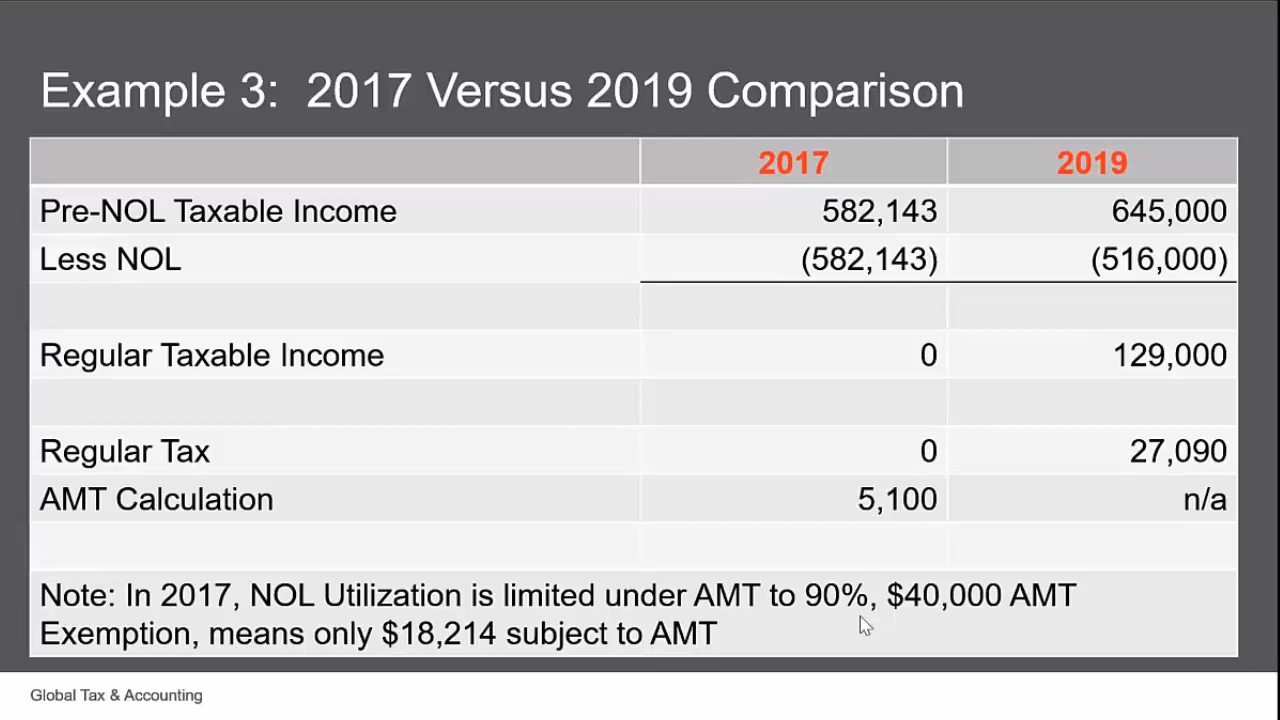 Example 3: 2017 Versus 2019 Comparison
2017 2019
Pre-NOL Taxable Income 582,143 645,000
Less NOL (582,143) (516,000)
Regular Taxable Income 0 129,000
Regular Tax 0 27,090
AMT Calculation 5,100 n/a
Note: In 2017, NOL Utilization is limited under AMT to 90%, $40,000 AMT
Exemption, means only $18,214 subject to AMT
Global Tax & Accounting